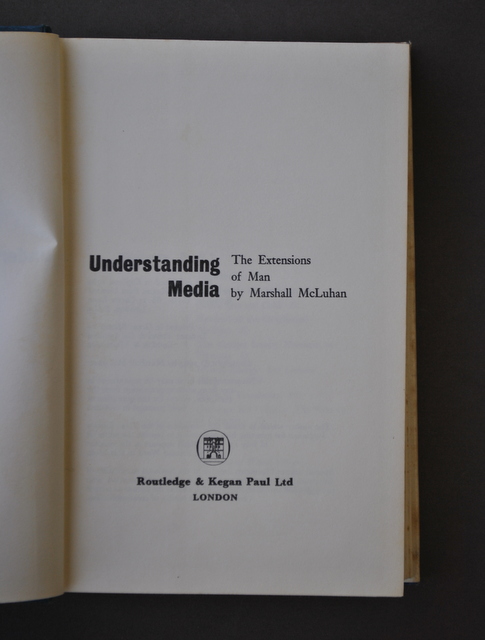 Understanding
Media
The Extensions
of Man
by Marshall McLuhan
Routledge & Kegan Paul Ltd
LONDON